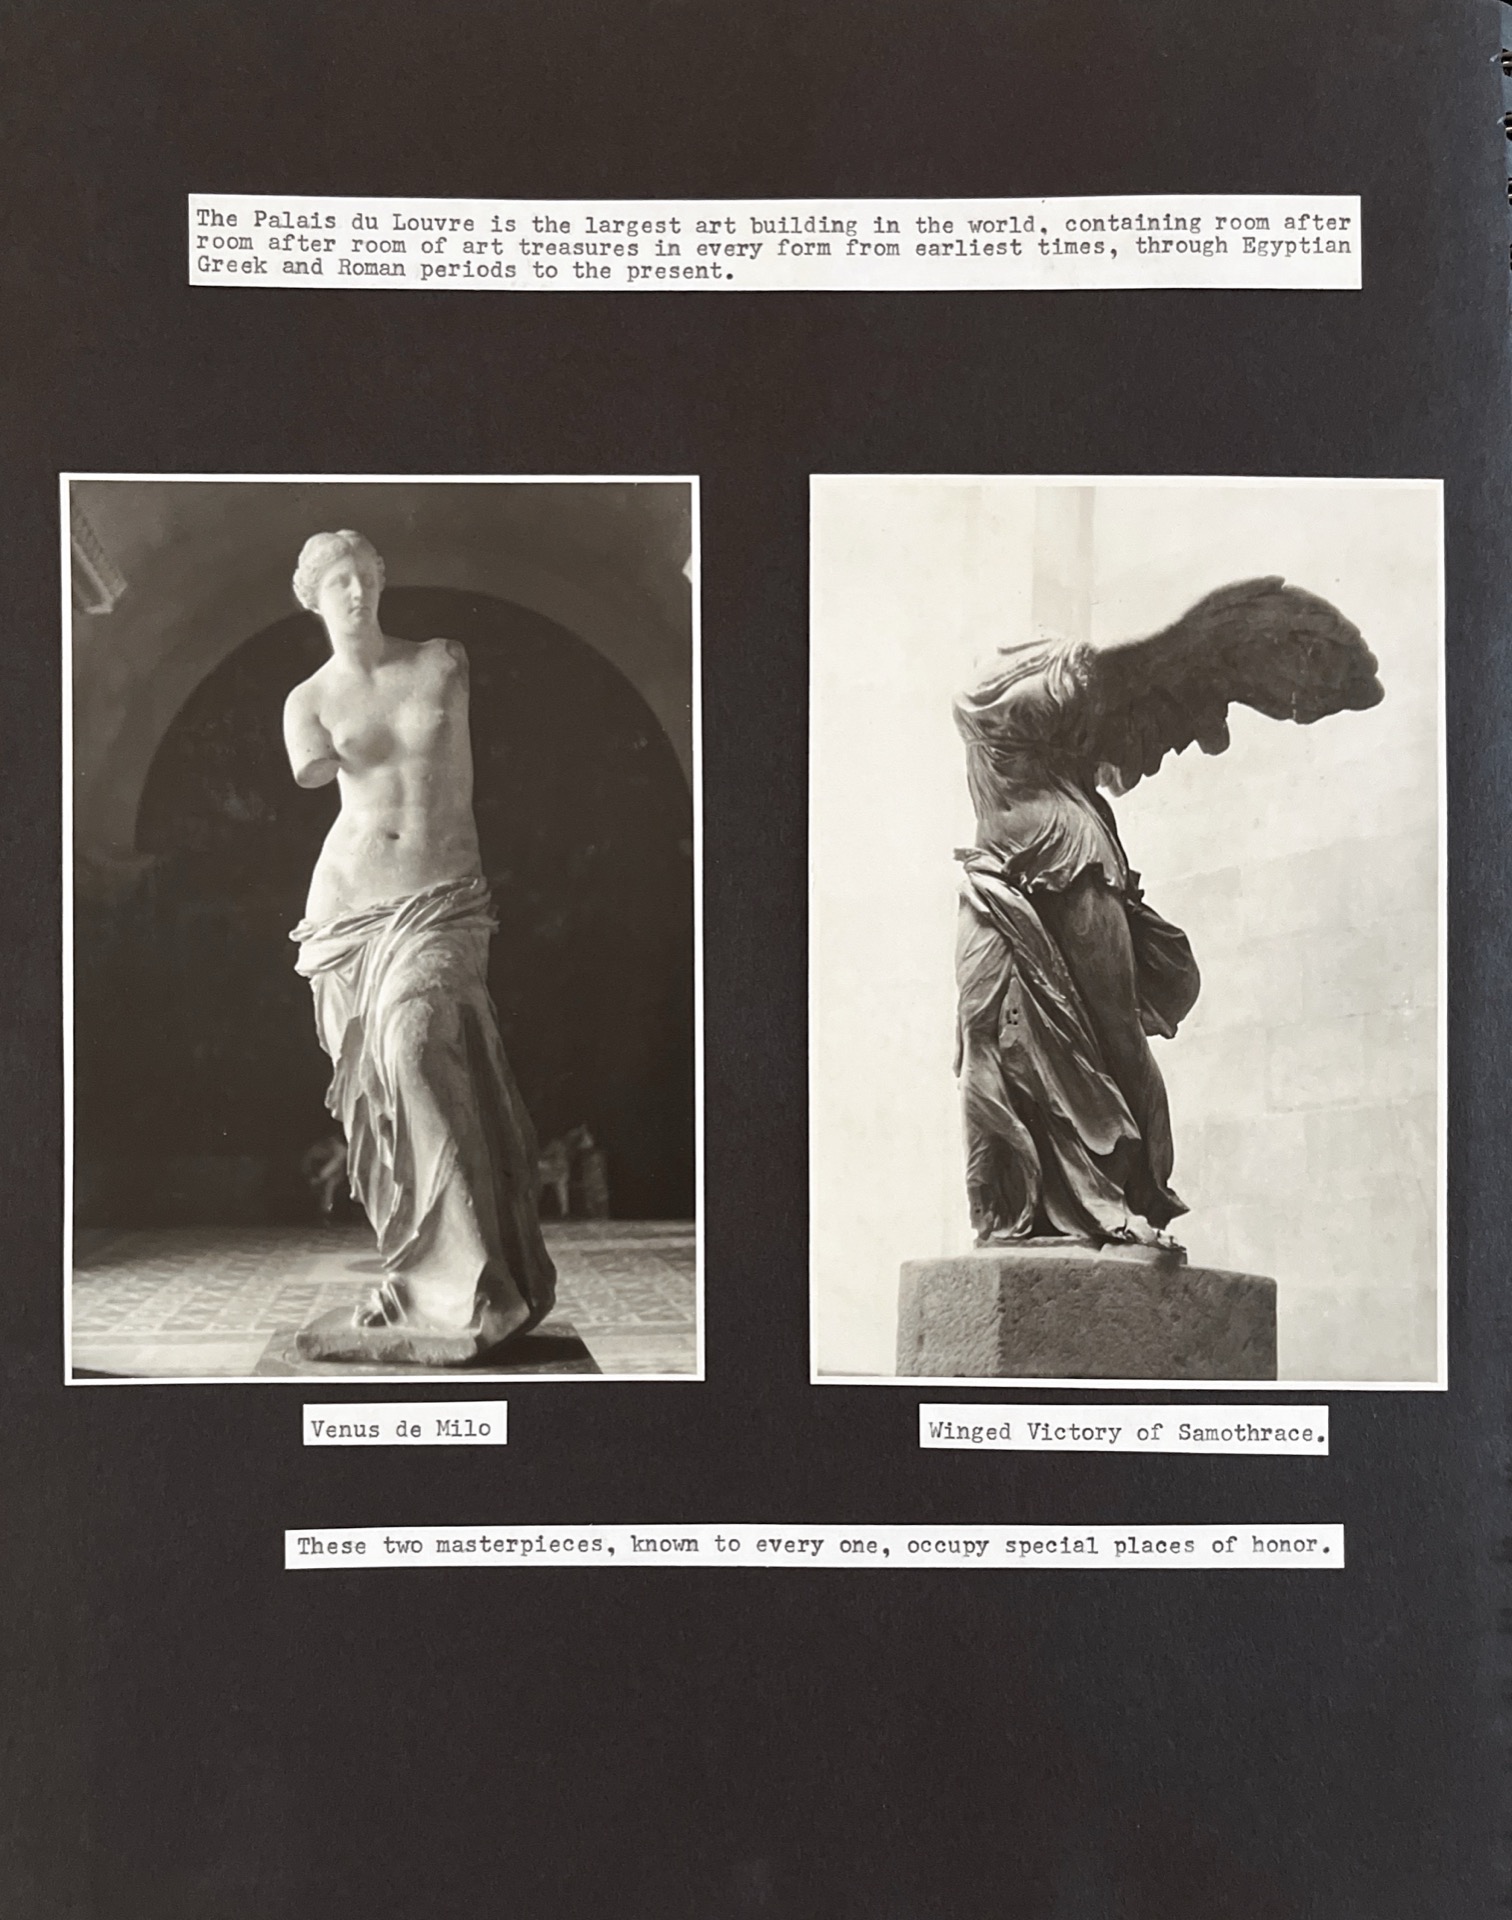 The Palais du Louvre is the largest art building in the world, containing room after
room after room of art treasures in every form from earliest times, through Egyptian
Greek and Roman periods to the present.
Venus de Milo
Winged Victory of Samothrace.
These two masterpieces, known to every one, occupy special places of honor.